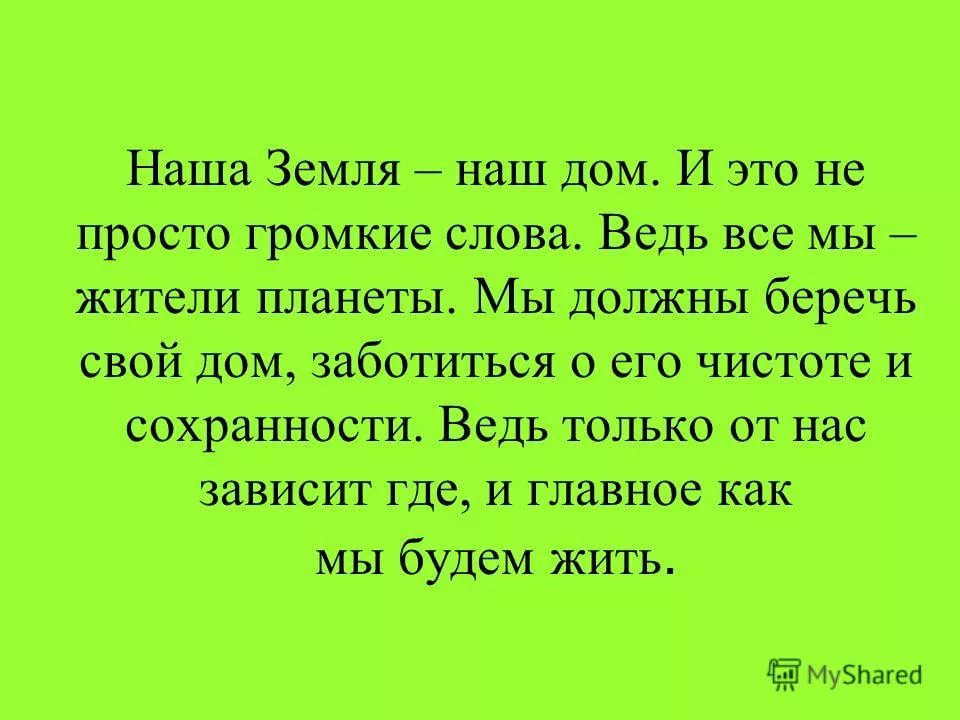 Наша Земля – наш дом. И это не
просто громкие слова. Ведь все мы –
жители планеты. Мы должны беречь
свой дом, заботиться о его чистоте и
сохранности. Ведь только от нас
зависит где, и главное как
мы будем жить.
MyShared